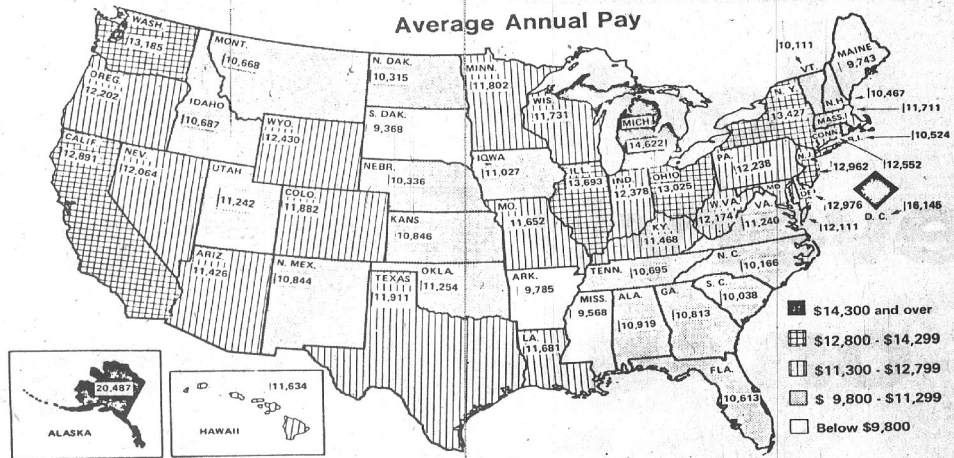 Average Annual Pay
WASH.
13,185
OREG.
12,202
CALIF.
12,891
NEV.
12,064
IDAHO
10,687
MONT.
10,668
WYO.
12,430
UTAH
11,242
COLO.
11,882
ARIZ.
11,426
N. MEX.
10,844
N. DAK.
10,315
S. DAK.
9,368
NEBR.
10,336
KANS
10,846
OKLA.
11,254
TEXAS
11,911
MINN.
11,802
IOWA
11,027
MO.
11,652
ARK.
9,785
LA.
11,681
WIS.
11,731
ILL.
13,693
MICH
14,622
IND.
12,378
OHIO
13,025
KY.
11,468
TENN.
10,695
MISS.
9,568
ALA.
10,919
GA.
10,813
FLA.
10,613
S. C.
10,038
N. C.
10,166
VA.
11,240
W. VA.
12,174
PA.
12,238
N. Y.
13,427
10,111
VT.
MAINE
9,743
N.H.
10,467
MASS.
11,711
R.I.
10,524
CONN.
12,552
N.J.
12,962
12,976
MD
12,111
D. C.
16,145
20,487
ALASKA
11,634
HAWAII
$14,300 and over
$12,800 - $14,299
$11,300 - $12,799
$ 9,800 - $11,299
Below $9,800